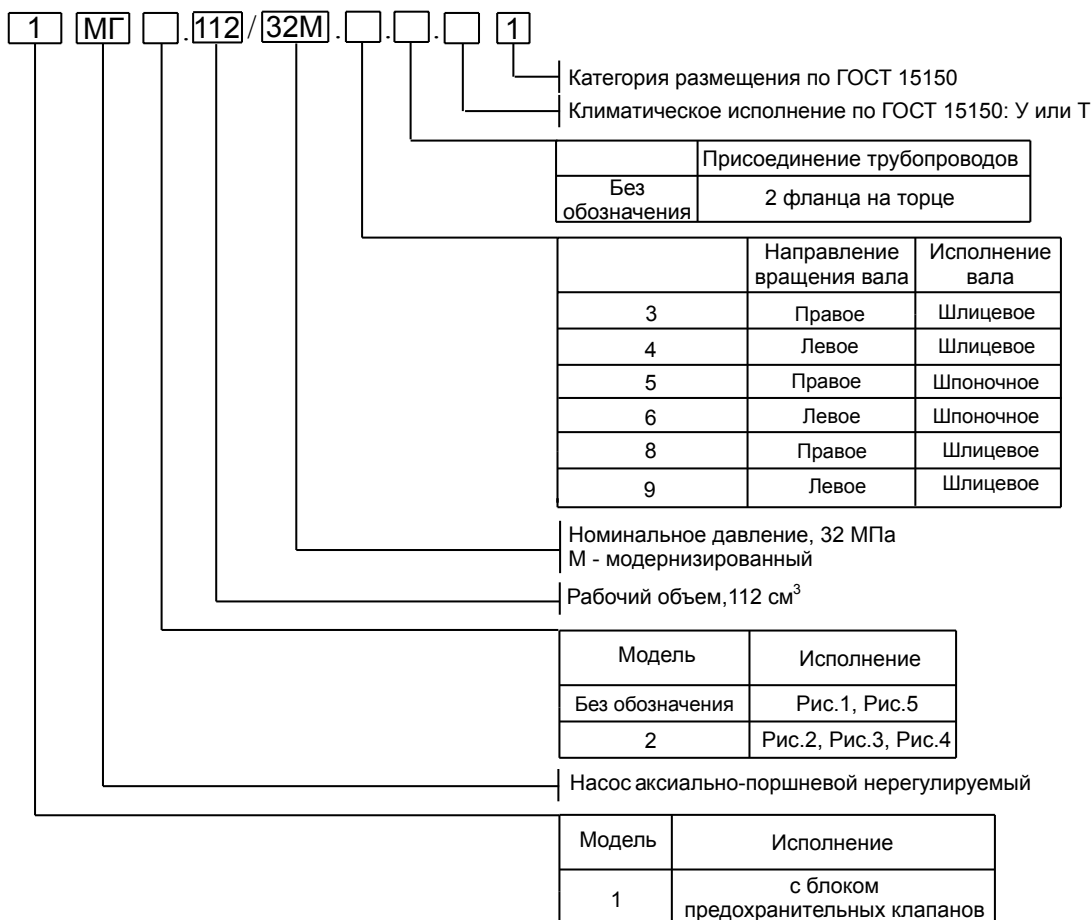 1 МГ .112/32М . . . 1
Категория размещения по ГОСТ 15150
Климатическое исполнение по ГОСТ 15150: У или Т
Присоединение трубопроводов
Без обозначения 2 фланца на торце
Направление вращения вала Исполнение вала
3 Правое Шлицевое
4 Левое Шлицевое
5 Правое Шпоночное
6 Левое Шпоночное
8 Правое Шлицевое
9 Левое Шлицевое
Номинальное давление, 32 МПа
М - модернизированный
Рабочий объем,112 см³
Модель Исполнение
Без обозначения Рис.1, Рис.5
2 Рис.2, Рис.3, Рис.4
Насос аксиально-поршневой нерегулируемый
Модель Исполнение
1 с блоком предохранительных клапанов